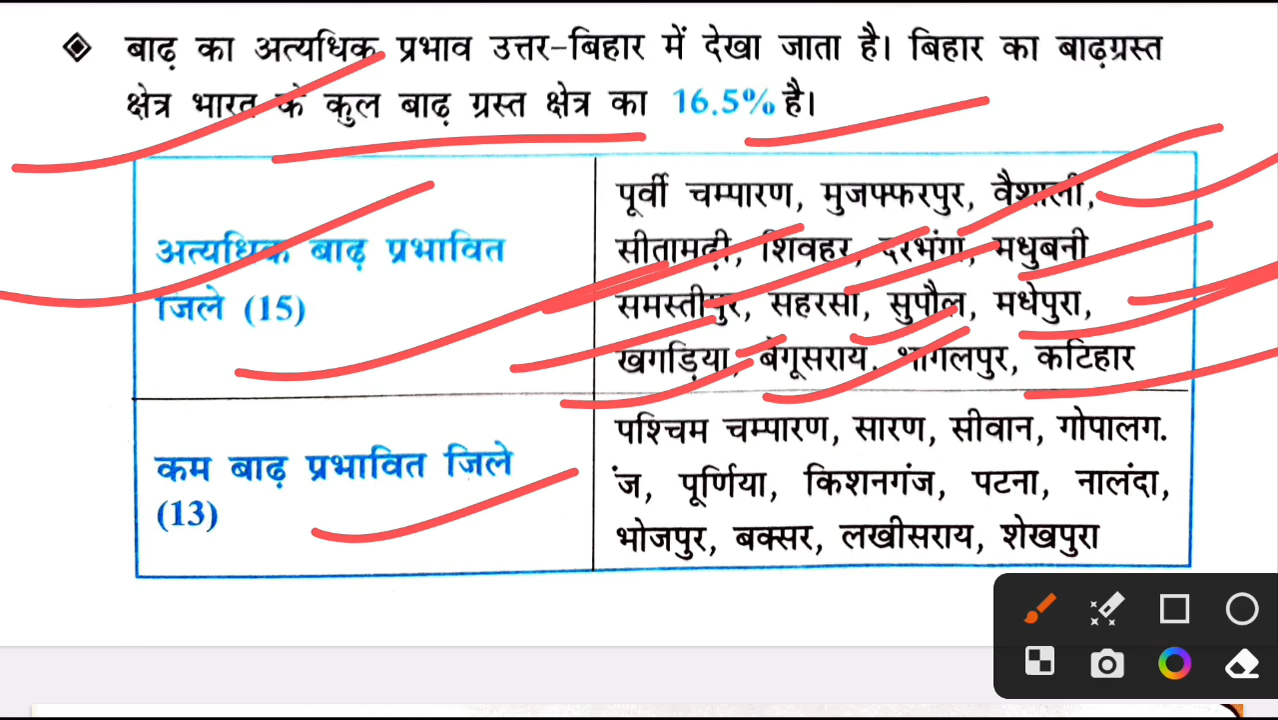 बाढ़ का अत्यधिक प्रभाव उत्तर-बिहार में देखा जाता है। बिहार का बाढ़ग्रस्त
क्षेत्र भारत के कुल बाढ़ ग्रस्त क्षेत्र का 16.5% है।
अत्यधिक बाढ़ प्रभावित
जिले (15)
पूर्वी चम्पारण, मुजफ्फरपुर, वैशाली,
सीतामढ़ी, शिवहर, दरभंगा, मधुबनी
समस्तीपुर, सहरसा, सुपौल, मधेपुरा,
खगड़िया, बेगूसराय. भागलपुर, कटिहार
कम बाढ़ प्रभावित जिले
(13)
पश्चिम चम्पारण, सारण, सीवान, गोपालग.
ंज, पूर्णिया, किशनगंज, पटना, नालंदा,
भोजपुर, बक्सर, लखीसराय, शेखपुरा